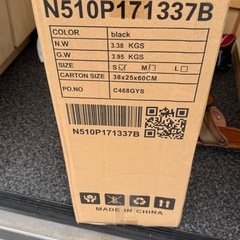 N510P171337B
COLOR black
N.W 3.38 KGS
G.W 3.95 KGS
SIZE S M L
CARTON SIZE 38x25x60CM
PO.NO C468GYS
N510P171337B
MADE IN CHINA